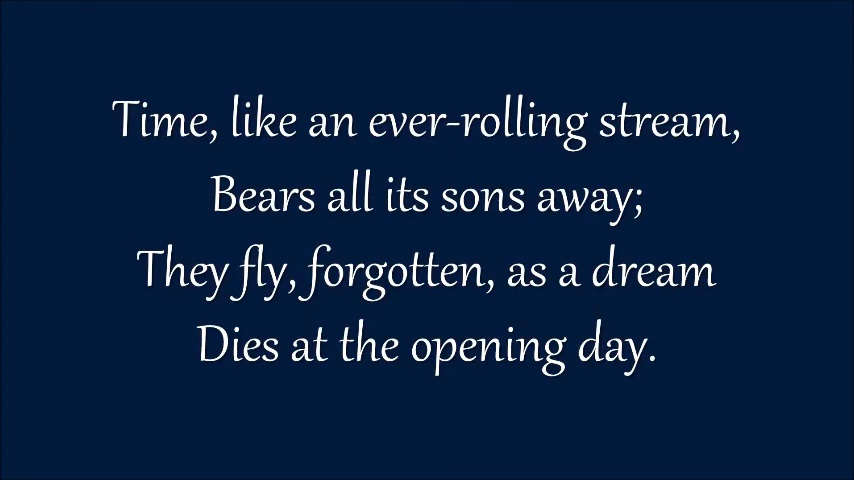 Time, like an ever-rolling stream,
Bears all its sons away;
They fly, forgotten, as a dream
Dies at the opening day.